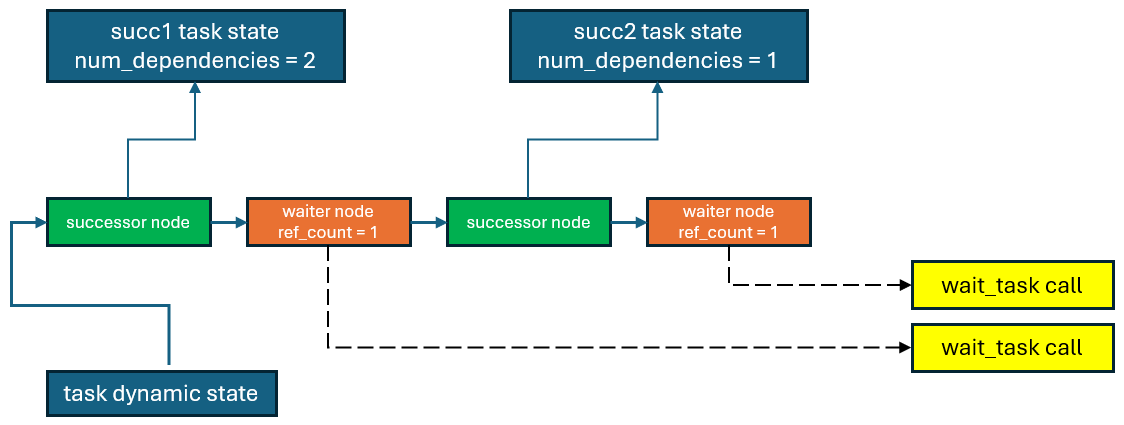 succ1 task state
num_dependencies = 2
succ2 task state
num_dependencies = 1
successor node
waiter node
ref_count = 1
successor node
waiter node
ref_count = 1
wait_task call
wait_task call
task dynamic state